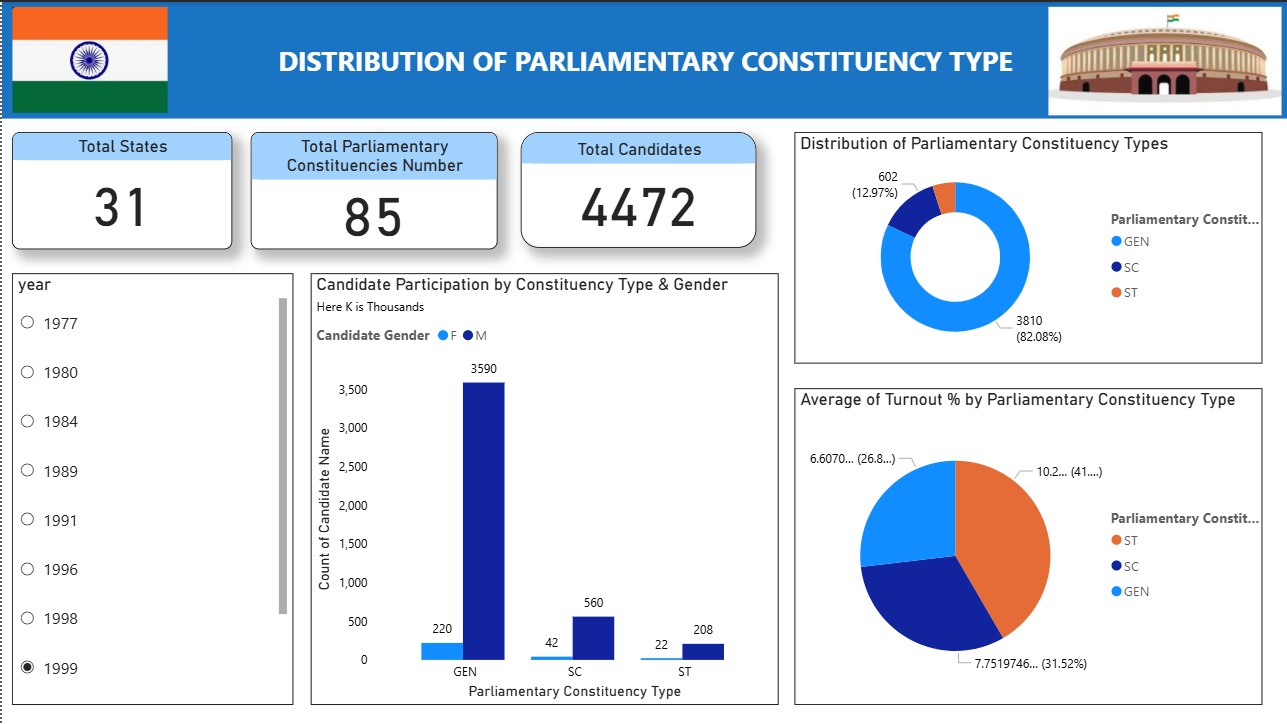 DISTRIBUTION OF PARLIAMENTARY CONSTITUENCY TYPE
Total States
31
Total Parliamentary
Constituencies Number
85
Total Candidates
4472
Distribution of Parliamentary Constituency Types
602
(12.97%)
3810
(82.08%)
Parliamentary Constit...
GEN
SC
ST
year
1977
1980
1984
1989
1991
1996
1998
1999
Candidate Participation by Constituency Type & Gender
Here K is Thousands
Candidate Gender F M
Count of Candidate Name
3,500
3,000
2,500
2,000
1,500
1,000
500
0
220
3590
42
560
22
208
GEN
SC
ST
Parliamentary Constituency Type
Average of Turnout % by Parliamentary Constituency Type
6.6070... (26.8...)
10.2... (41....)
7.7519746... (31.52%)
Parliamentary Constit...
ST
SC
GEN